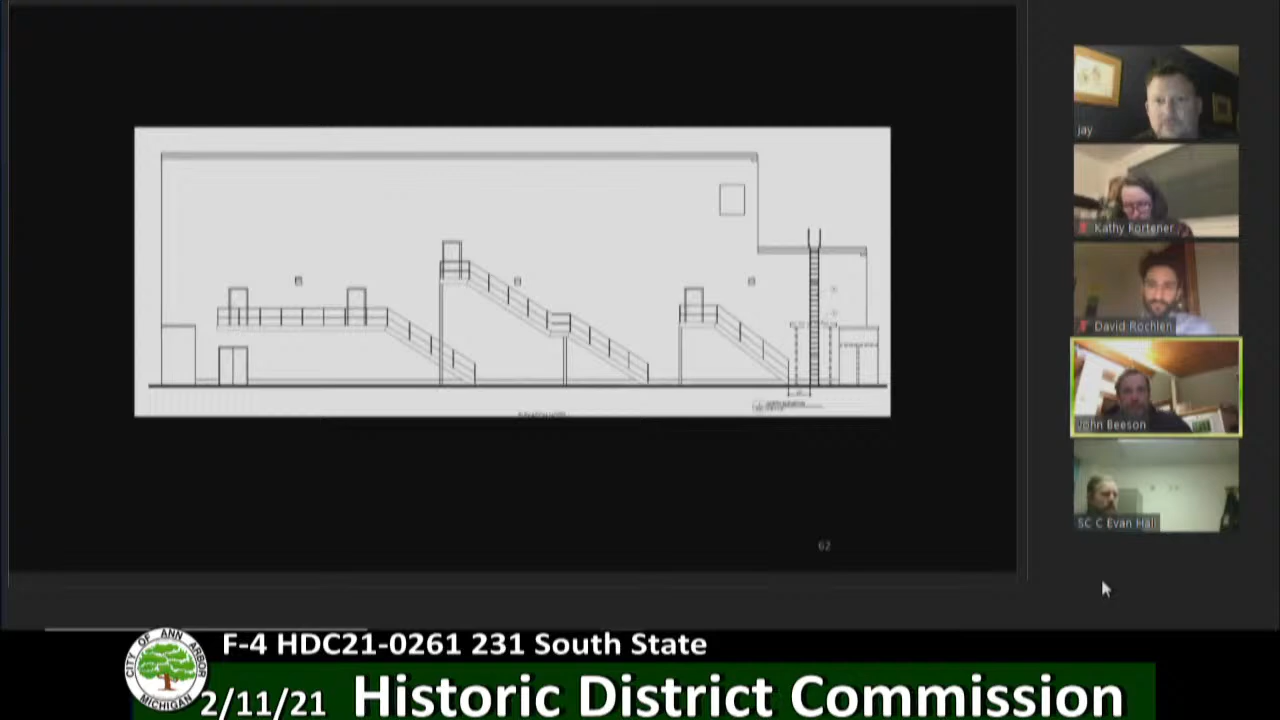 jay
Kathy Fortener
David Rochlen
John Beeson
SC C Evan Hall
62
F-4 HDC21-0261 231 South State
CITY OF ANN ARBOR
MICHIGAN
2/11/21 Historic District Commission